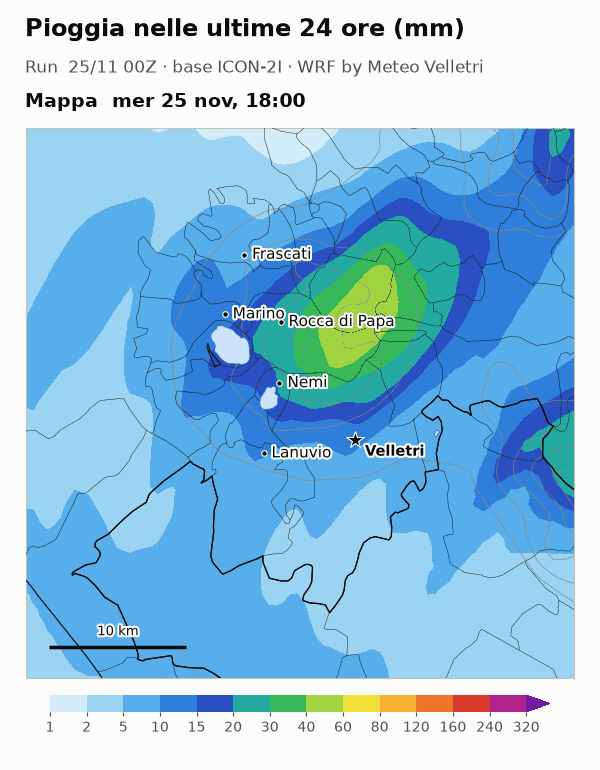 Pioggia nelle ultime 24 ore (mm)
Run 25/11 00Z · base ICON-2I · WRF by Meteo Velletri
Mappa mer 25 nov, 18:00
Frascati
Marino
Rocca di Papa
Nemi
Velletri
Lanuvio
10 km
1 2 5 10 15 20 30 40 60 80 120 160 240 320